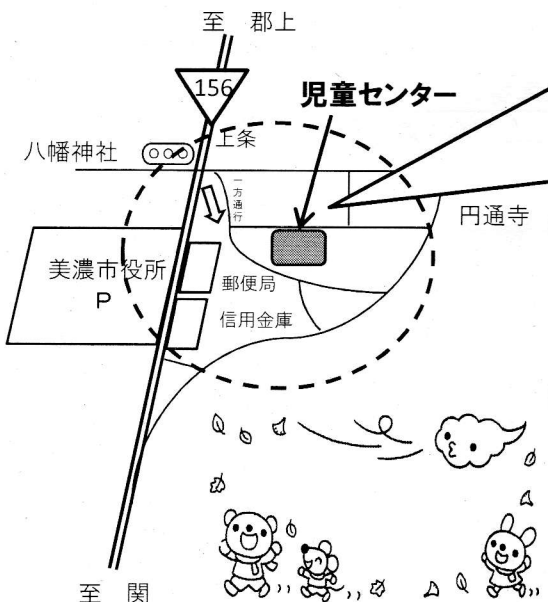 至 郡上
156
児童センター
八幡神社
上条
一方通行
円通寺
美濃市役所
P
郵便局
信用金庫
至 関